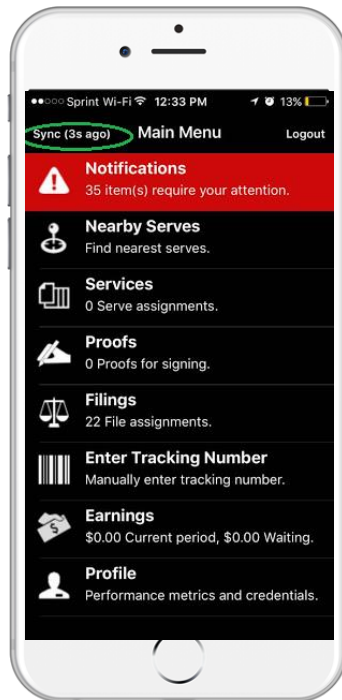 Sprint Wi-Fi 12:33 PM 13%
Sync (3s ago) Main Menu Logout
Notifications
35 item(s) require your attention.
Nearby Serves
Find nearest serves.
Services
0 Serve assignments.
Proofs
0 Proofs for signing.
Filings
22 File assignments.
Enter Tracking Number
Manually enter tracking number.
Earnings
$0.00 Current period, $0.00 Waiting.
Profile
Performance metrics and credentials.